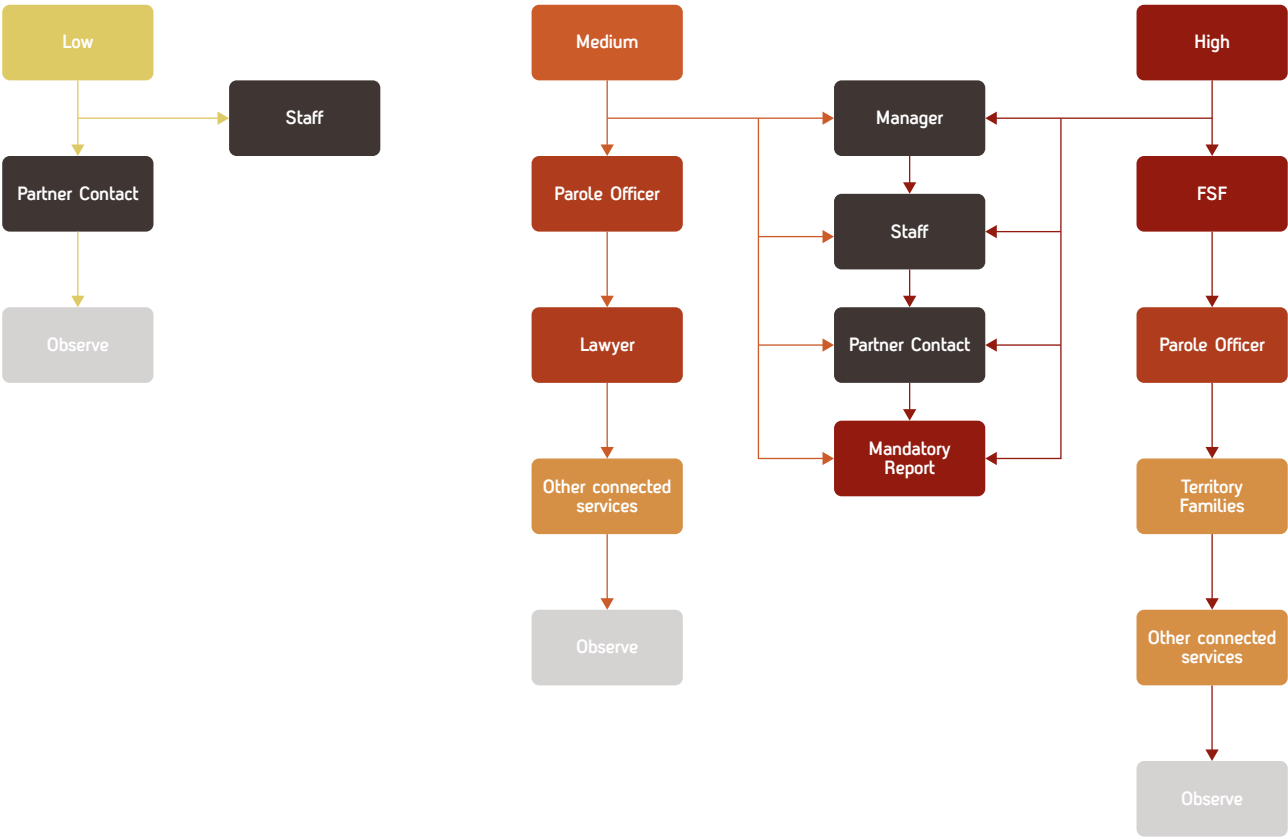 Low
Staff
Partner Contact
Observe
Medium
Parole Officer
Lawyer
Other connected
services
Observe
Manager
Staff
Partner Contact
Mandatory
Report
High
FSF
Parole Officer
Territory
Families
Other connected
services
Observe